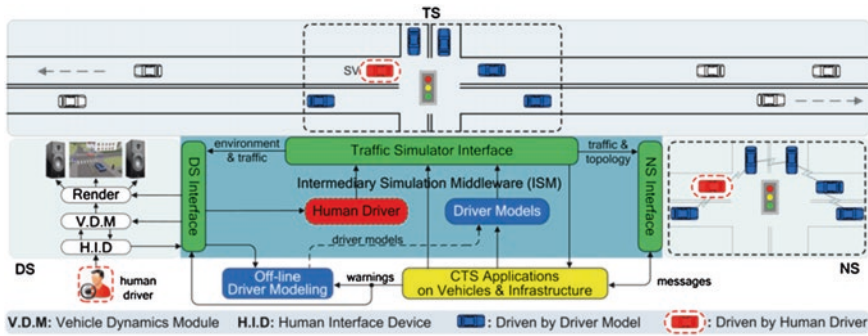 TS
SV
environment
& traffic
Traffic Simulator Interface
traffic &
topology
DS Interface
NS Interface
Intermediary Simulation Middleware (ISM)
Render
Human Driver
Driver Models
V.D.M
H.I.D
driver models
DS
human
driver
Off-line
Driver Modeling
warnings
CTS Applications
on Vehicles & Infrastructure
messages
NS
V.D.M: Vehicle Dynamics Module H.I.D: Human Interface Device : Driven by Driver Model : Driven by Human Driver